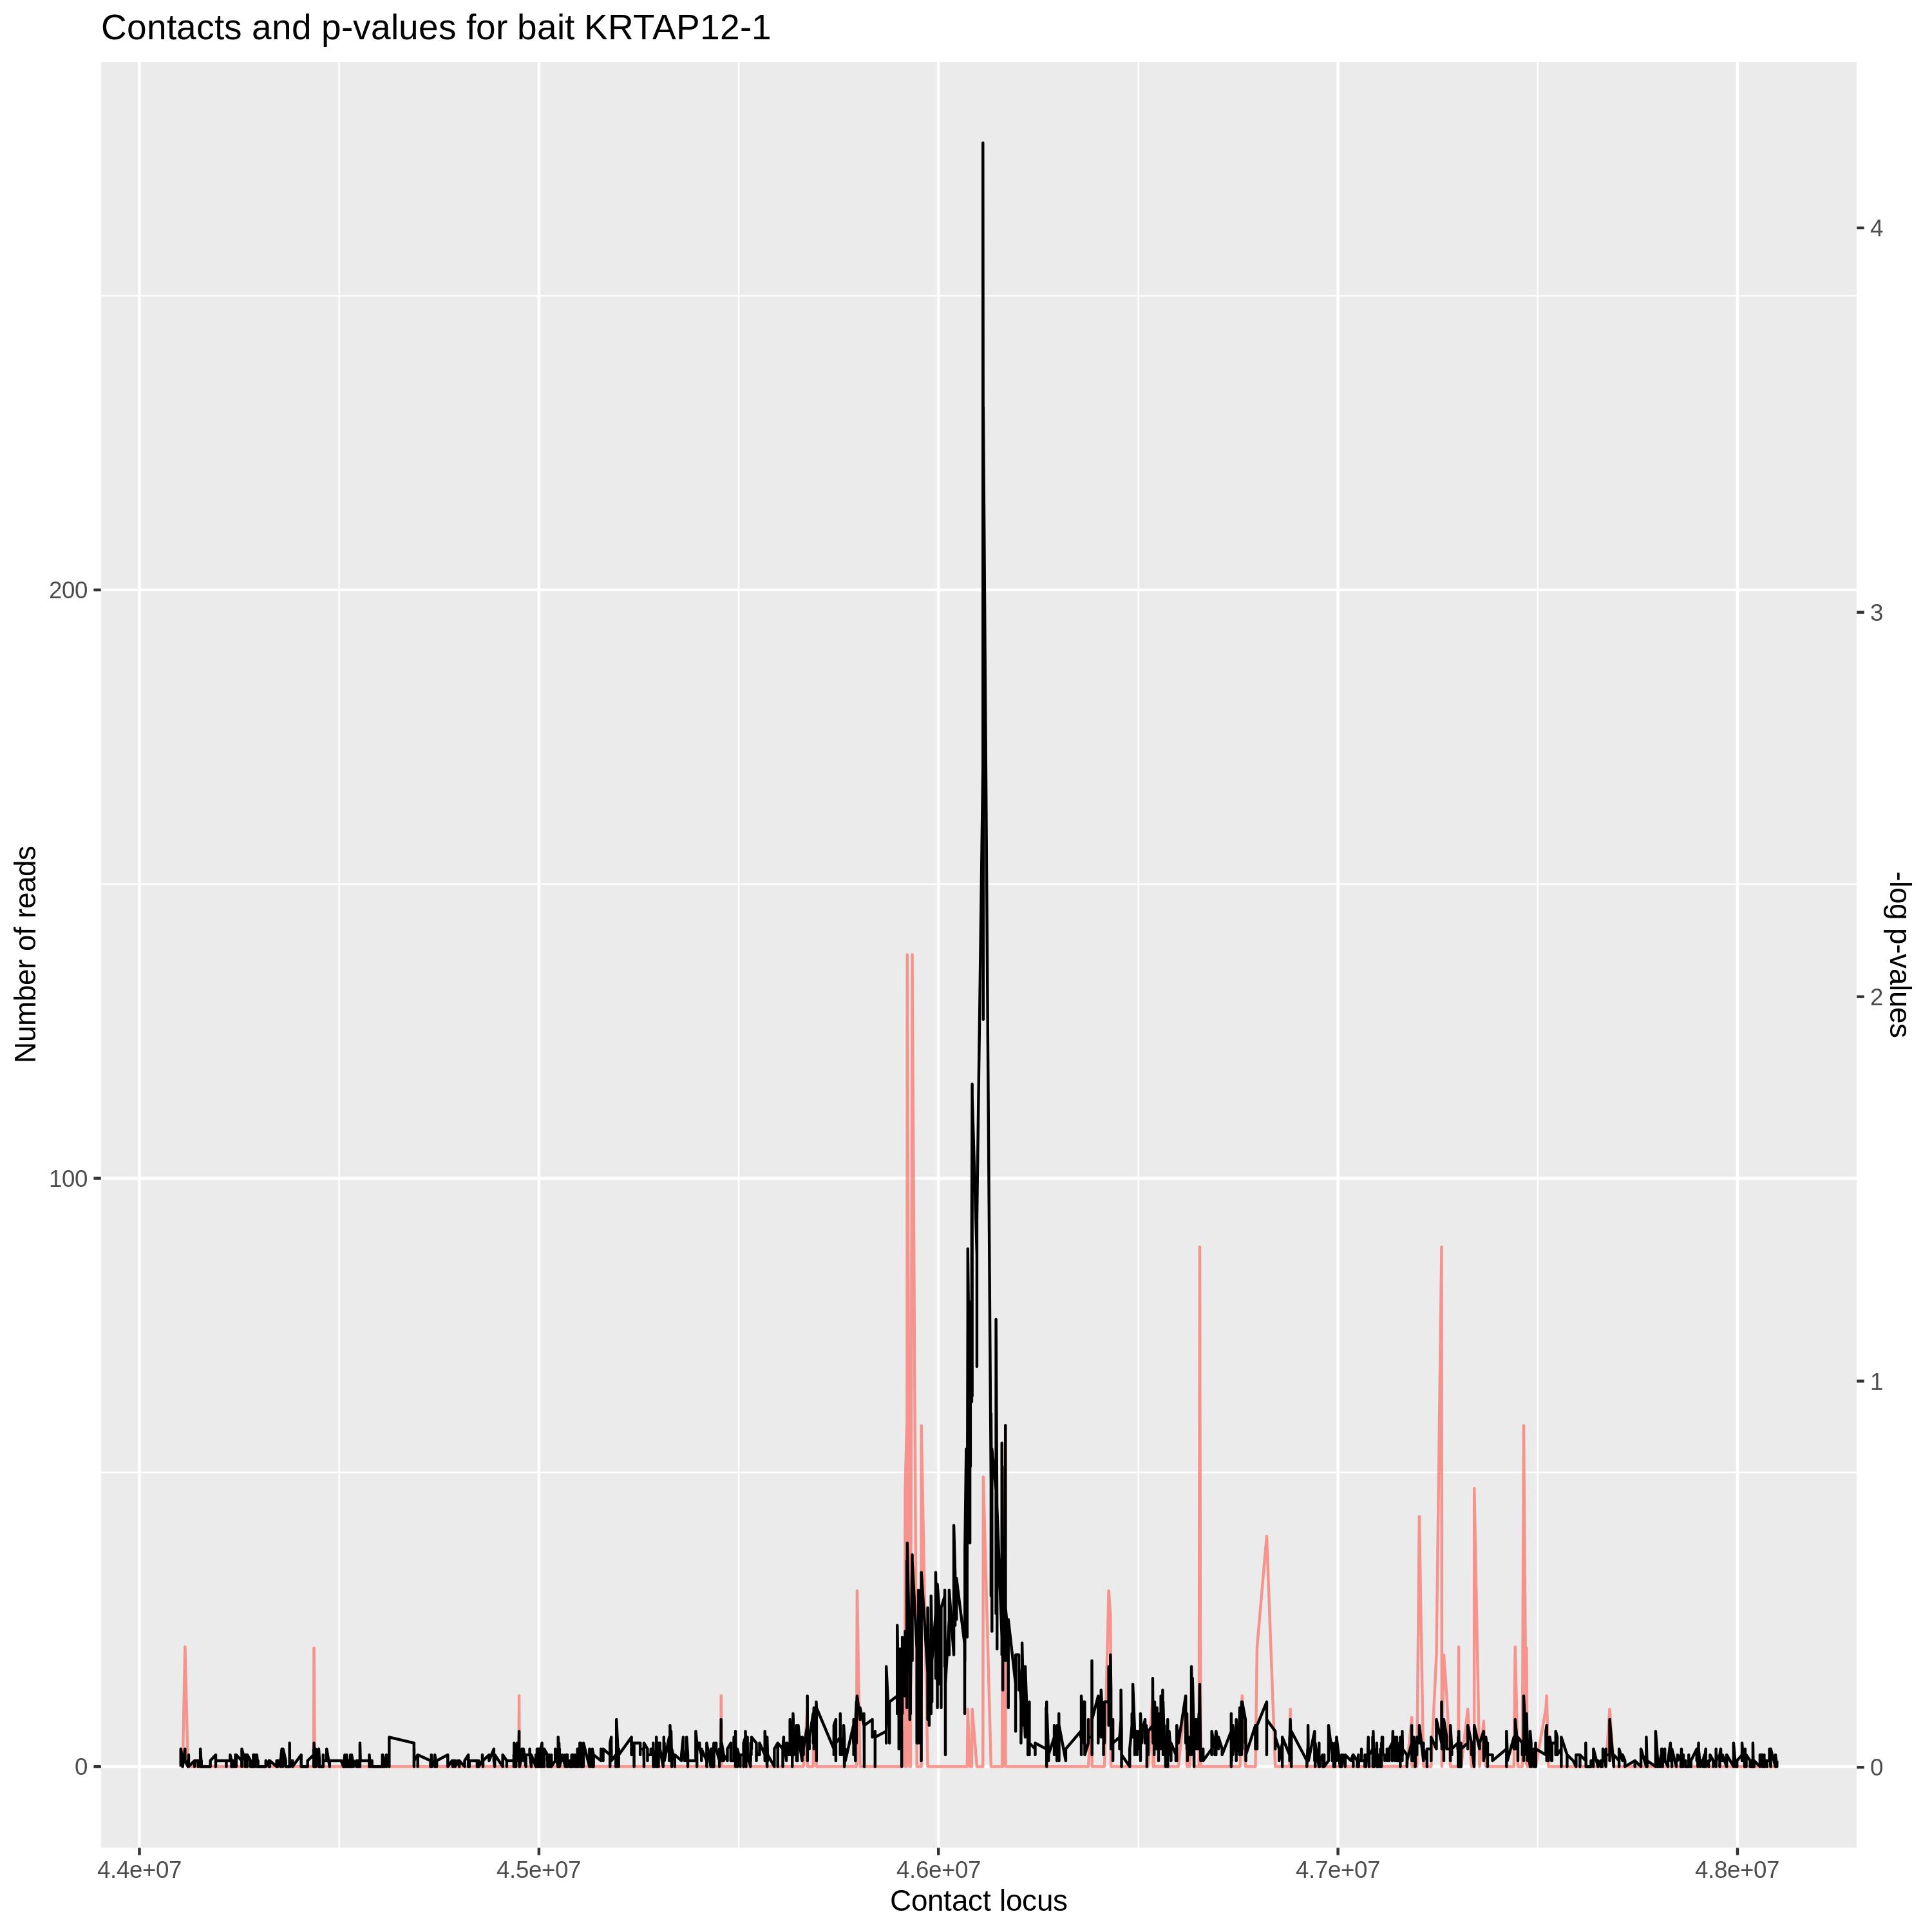 Contacts and p-values for bait KRTAP12-1
Number of reads
200
100
0
4
3
2
1
0
-log p-values
4.4e+07
4.5e+07
4.6e+07
4.7e+07
4.8e+07
Contact locus